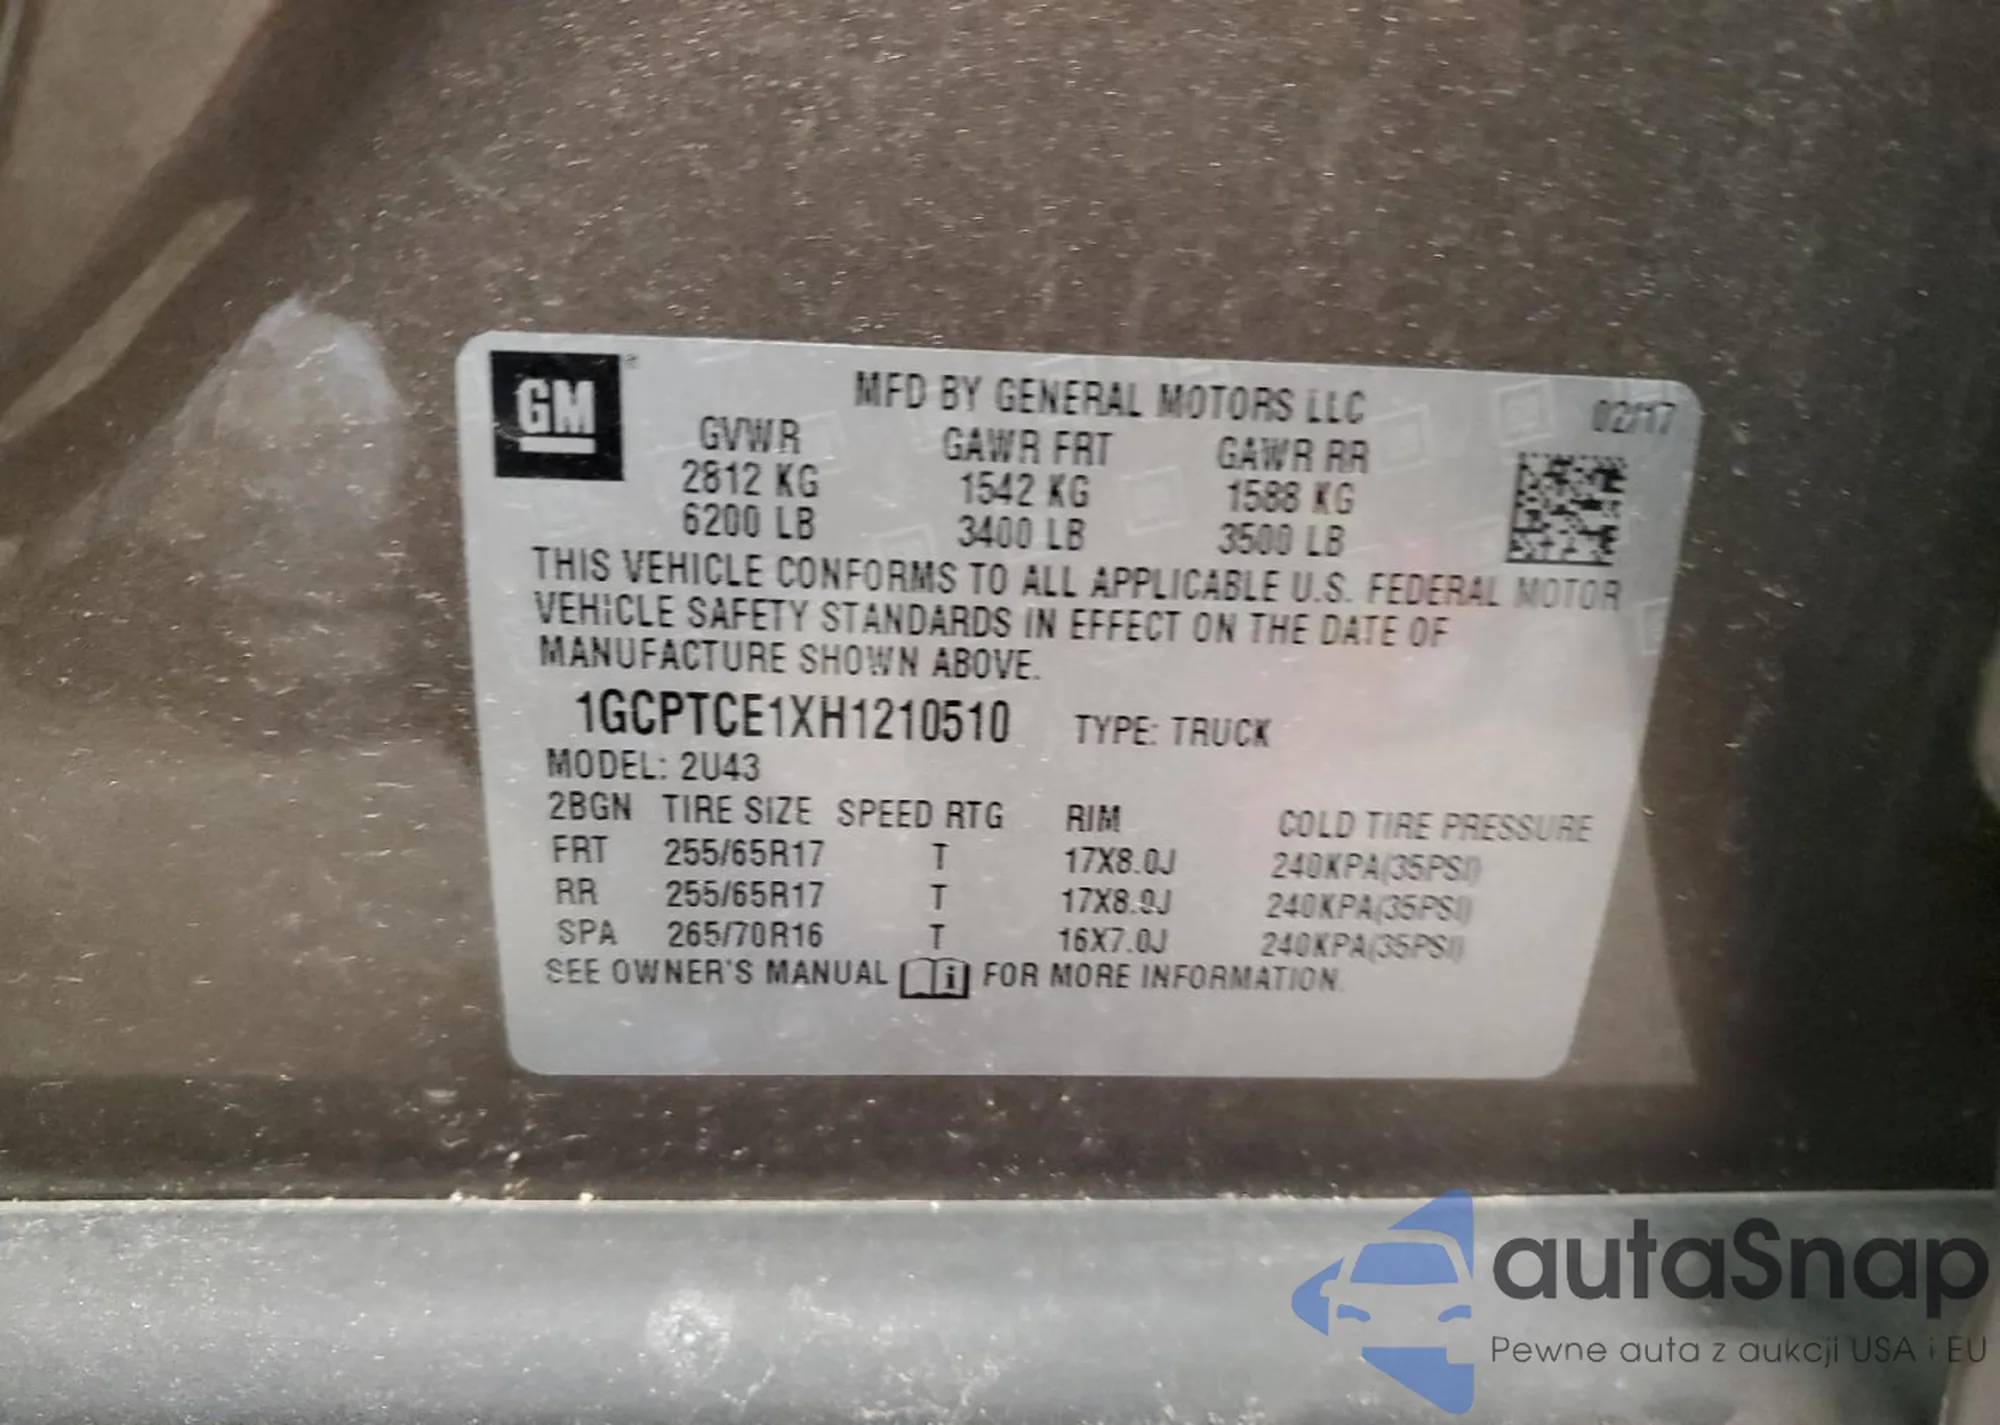 GM
MFD BY GENERAL MOTORS LLC
02/17
GVWR GAWR FRT GAWR RR
2812 KG 1542 KG 1588 KG
6200 LB 3400 LB 3500 LB
THIS VEHICLE CONFORMS TO ALL APPLICABLE U.S. FEDERAL MOTOR
VEHICLE SAFETY STANDARDS IN EFFECT ON THE DATE OF
MANUFACTURE SHOWN ABOVE.
1GCPTCE1XH1210510 TYPE: TRUCK
MODEL: 2U43
2BGN TIRE SIZE SPEED RTG RIM COLD TIRE PRESSURE
FRT 255/65R17 T 17X8.0J 240KPA(35PSI)
RR 255/65R17 T 17X8.0J 240KPA(35PSI)
SPA 265/70R16 T 16X7.0J 240KPA(35PSI)
SEE OWNER'S MANUAL i FOR MORE INFORMATION.
autaSnap
Pewne auta z aukcji USA i EU